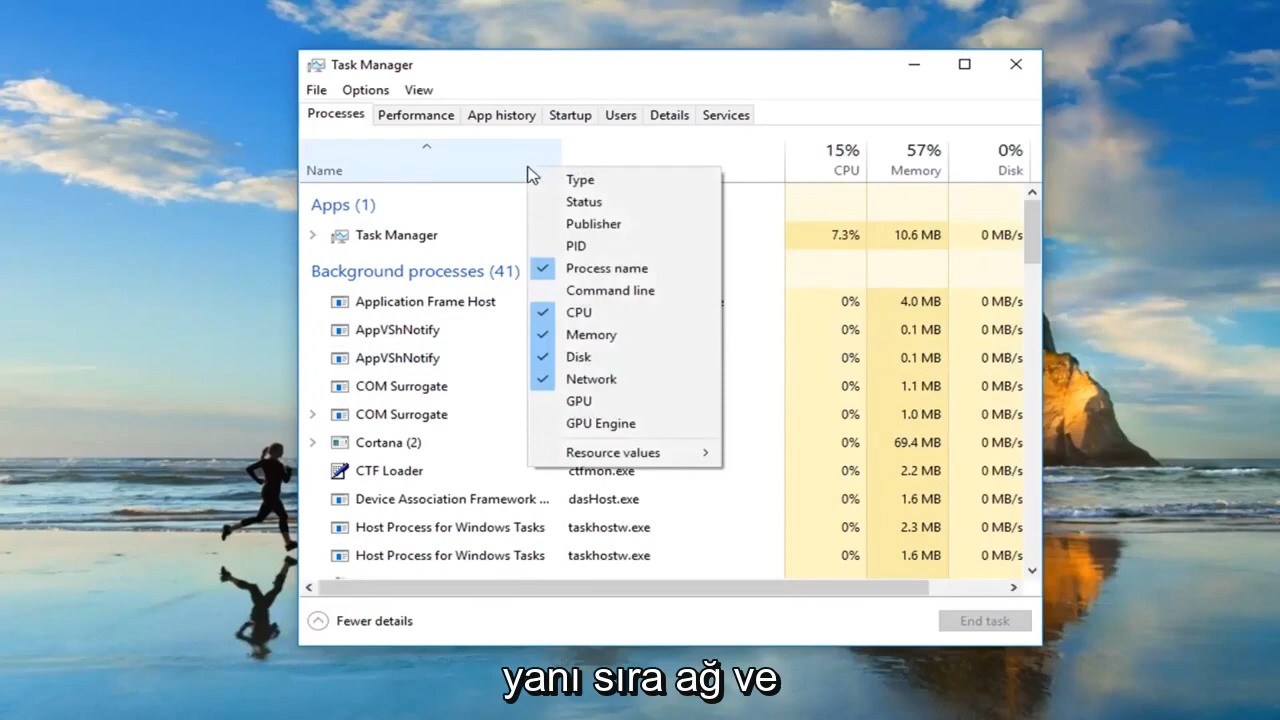 Task Manager
File Options View
Processes Performance App history Startup Users Details Services
15% 57% 0%
Name CPU Memory Disk
Type
Status
Publisher
PID
Process name
Command line
CPU
Memory
Disk
Network
GPU
GPU Engine
Resource values
Apps (1)
Task Manager 7.3% 10.6 MB 0 MB/s
Background processes (41)
Application Frame Host 0% 4.0 MB 0 MB/s
AppVShNotify 0% 0.1 MB 0 MB/s
AppVShNotify 0% 0.1 MB 0 MB/s
COM Surrogate 0% 1.1 MB 0 MB/s
COM Surrogate 0% 1.0 MB 0 MB/s
Cortana (2) 0% 69.4 MB 0 MB/s
CTF Loader ctfmon.exe 0% 2.2 MB 0 MB/s
Device Association Framework ... dasHost.exe 0% 1.6 MB 0 MB/s
Host Process for Windows Tasks taskhostw.exe 0% 2.3 MB 0 MB/s
Host Process for Windows Tasks taskhostw.exe 0% 1.6 MB 0 MB/s
Fewer details End task
yanı sıra ağ ve